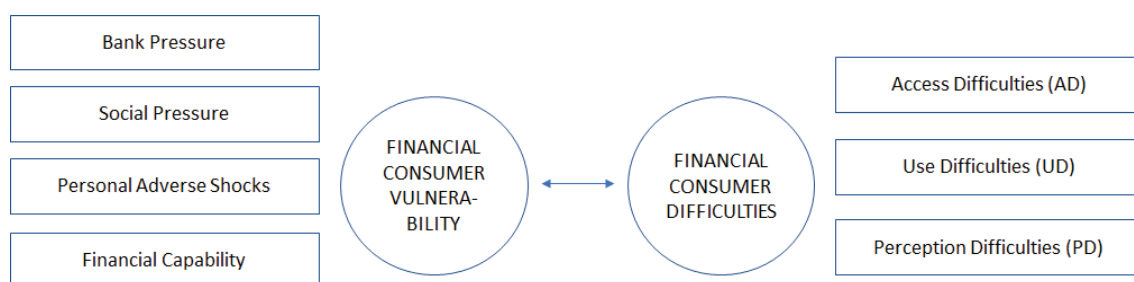 Bank Pressure
Social Pressure
Personal Adverse Shocks
Financial Capability
FINANCIAL
CONSUMER
VULNERA-
BILITY
FINANCIAL
CONSUMER
DIFFICULTIES
Access Difficulties (AD)
Use Difficulties (UD)
Perception Difficulties (PD)